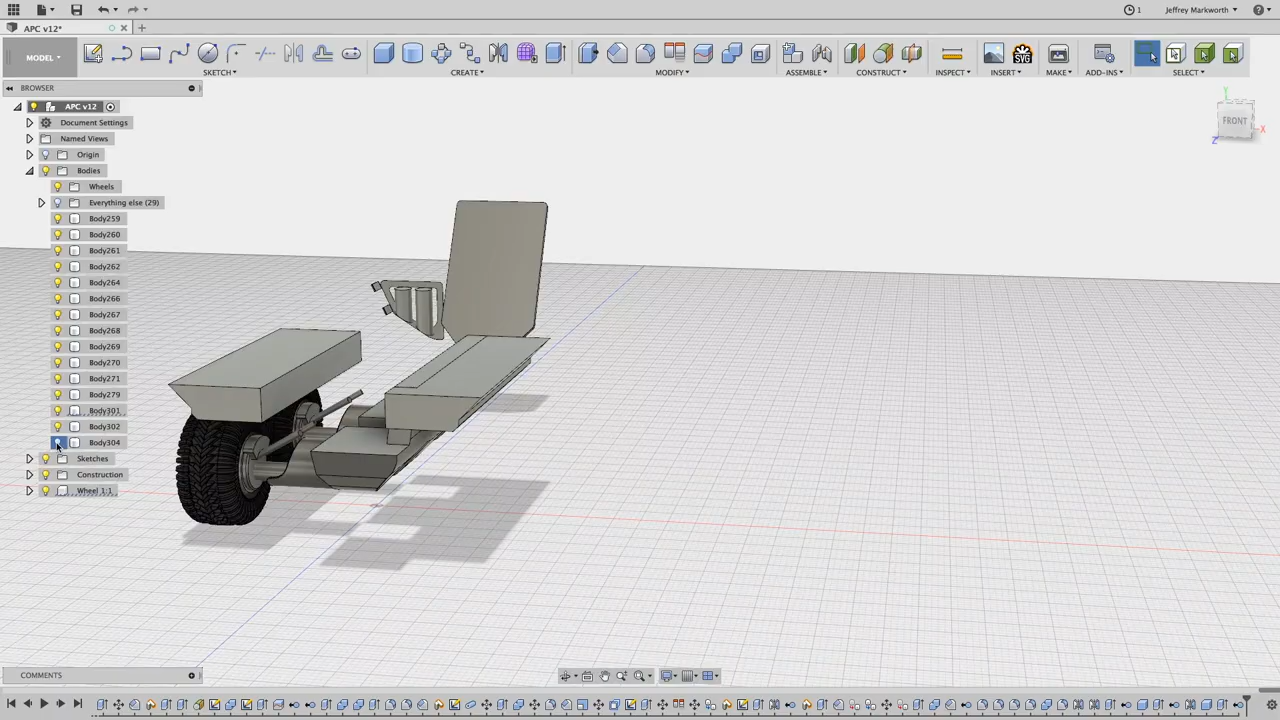 1 Jeffrey Markworth
APC v12*
MODEL
SKETCH
CREATE
MODIFY
ASSEMBLE
CONSTRUCT
INSPECT
SVG
INSERT
MAKE
ADD-INS
SELECT
BROWSER
APC v12
Document Settings
Named Views
Origin
Bodies
Wheels
Everything else (29)
Body259
Body260
Body261
Body262
Body264
Body266
Body267
Body268
Body269
Body270
Body271
Body279
Body301
Body302
Body304
Sketches
Construction
Wheel 1:1
Y
FRONT
X
Z
COMMENTS